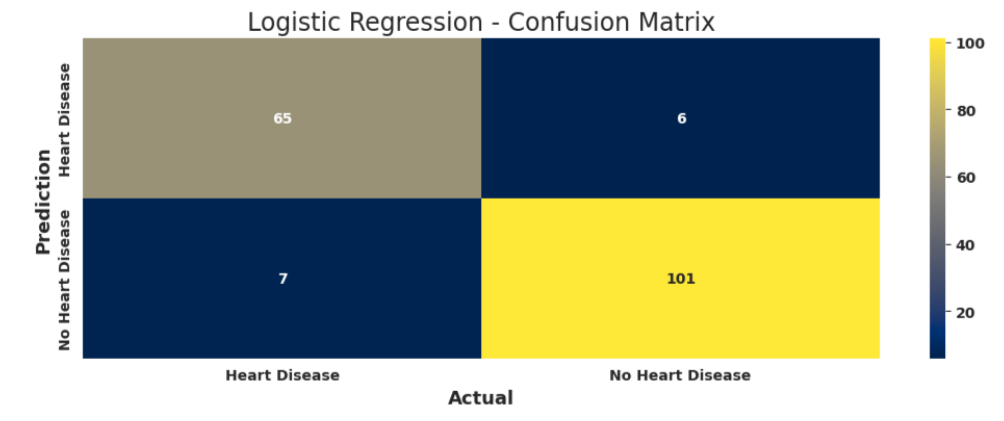 Logistic Regression - Confusion Matrix
Prediction
Heart Disease
No Heart Disease
65
6
7
101
100
80
60
40
20
Heart Disease
No Heart Disease
Actual